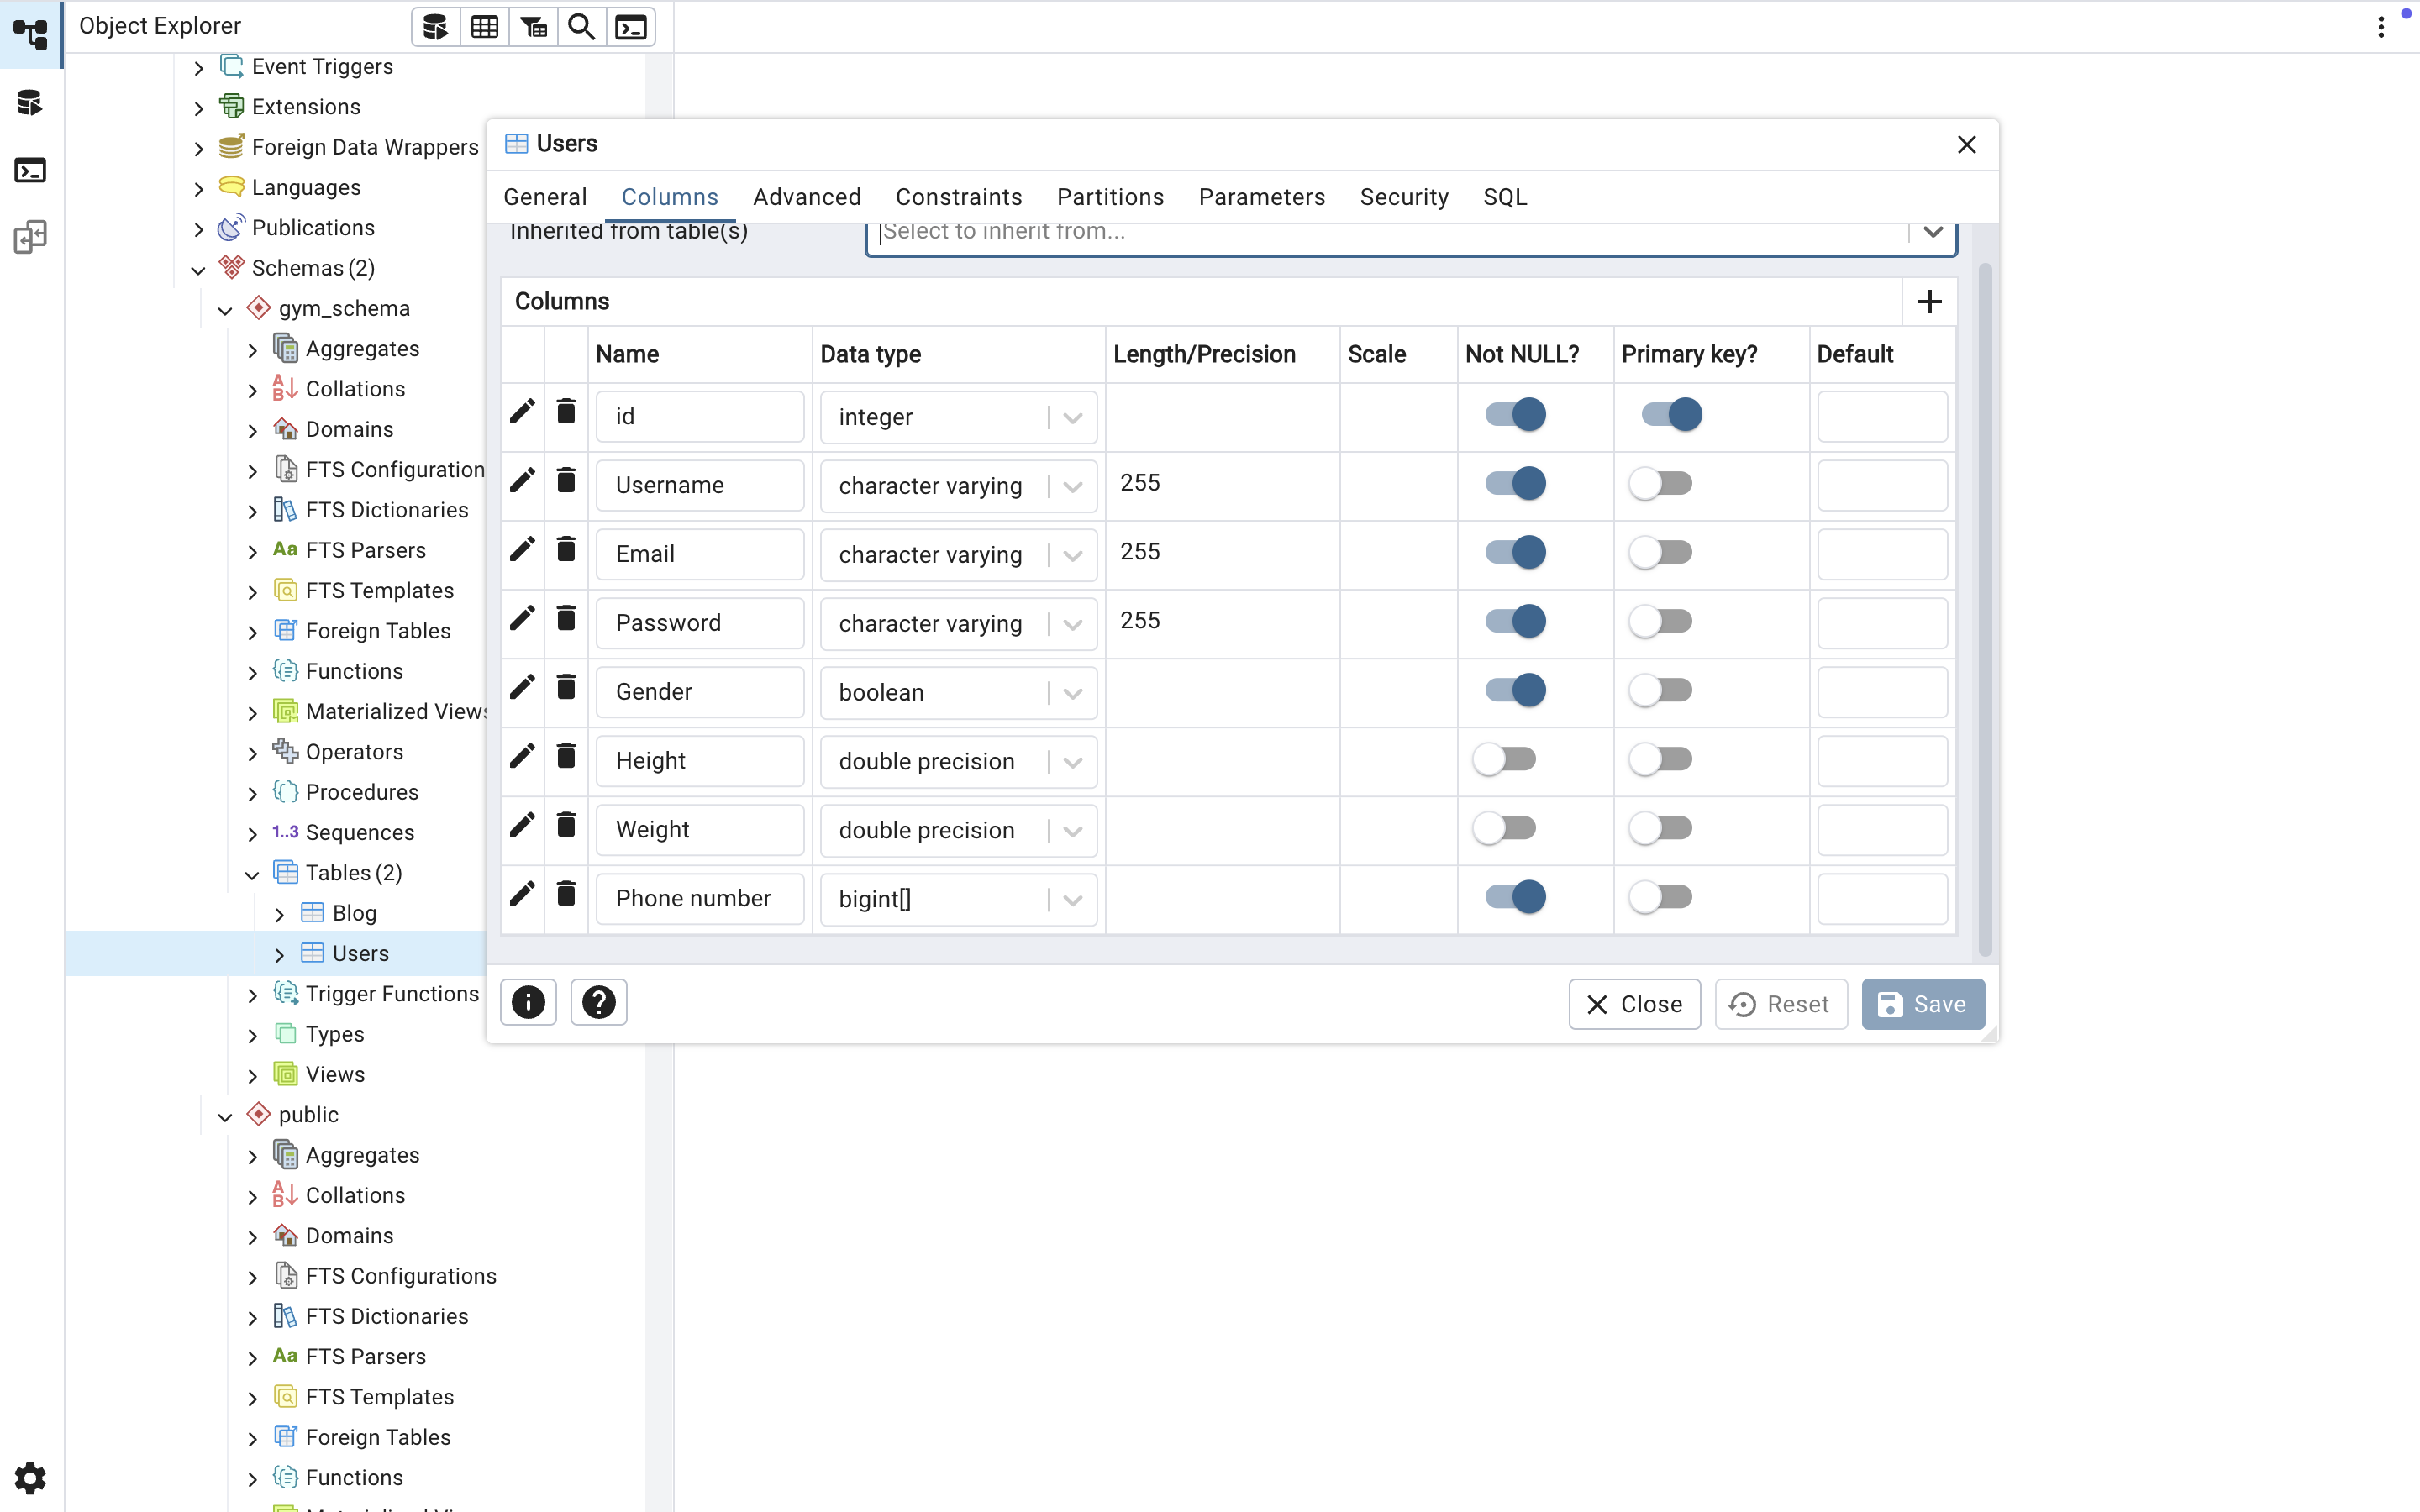 Object Explorer
Event Triggers
Extensions
Foreign Data Wrappers
Languages
Publications
Schemas (2)
gym_schema
Aggregates
Collations
Domains
FTS Configuration
FTS Dictionaries
Aa FTS Parsers
FTS Templates
Foreign Tables
Functions
Materialized Views
Operators
Procedures
1..3 Sequences
Tables (2)
Blog
Users
Trigger Functions
Types
Views
public
Aggregates
Collations
Domains
FTS Configurations
FTS Dictionaries
Aa FTS Parsers
FTS Templates
Foreign Tables
Functions
Users
General Columns Advanced Constraints Partitions Parameters Security SQL
Inherited from table(s) Select to inherit from...
Columns
Name Data type Length/Precision Scale Not NULL? Primary key? Default
id integer
Username character varying 255
Email character varying 255
Password character varying 255
Gender boolean
Height double precision
Weight double precision
Phone number bigint[]
Close Reset Save